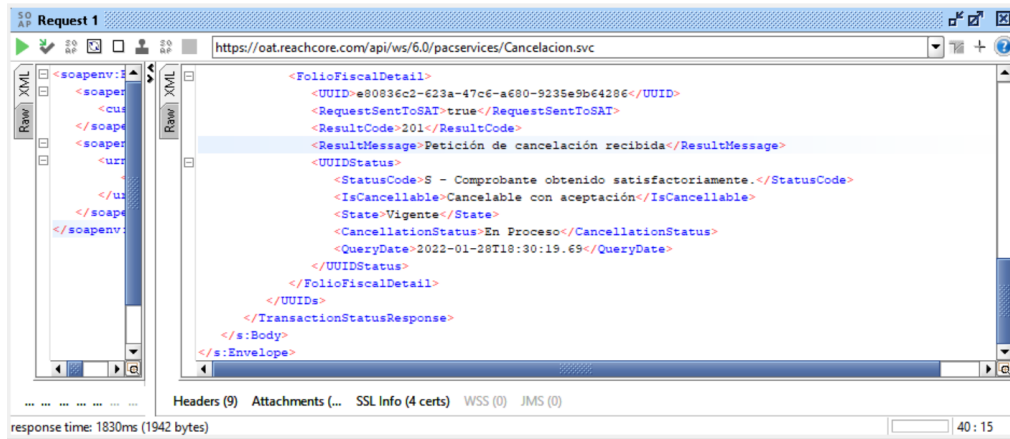 SO AP Request 1
https://oat.reachcore.com/api/ws/6.0/pacservices/Cancelacion.svc
XML
Raw
<soapenv:E
<soaper
<cus
</soape
<soaper
<urr
<
</ur
</soape
</soapenv:
XML
Raw
<FolioFiscalDetail>
<UUID>e80836c2-623a-47c6-a680-9235e9b64286</UUID>
<RequestSentToSAT>true</RequestSentToSAT>
<ResultCode>201</ResultCode>
<ResultMessage>Petición de cancelación recibida</ResultMessage>
<UUIDStatus>
<StatusCode>S - Comprobante obtenido satisfactoriamente.</StatusCode>
<IsCancellable>Cancelable con aceptación</IsCancellable>
<State>Vigente</State>
<CancellationStatus>En Proceso</CancellationStatus>
<QueryDate>2022-01-28T18:30:19.69</QueryDate>
</UUIDStatus>
</FolioFiscalDetail>
</UUIDs>
</TransactionStatusResponse>
</s:Body>
</s:Envelope>
... ... ... ... ... ... ...
Headers (9) Attachments (... SSL Info (4 certs) WSS (0) JMS (0)
response time: 1830ms (1942 bytes)
40 : 15